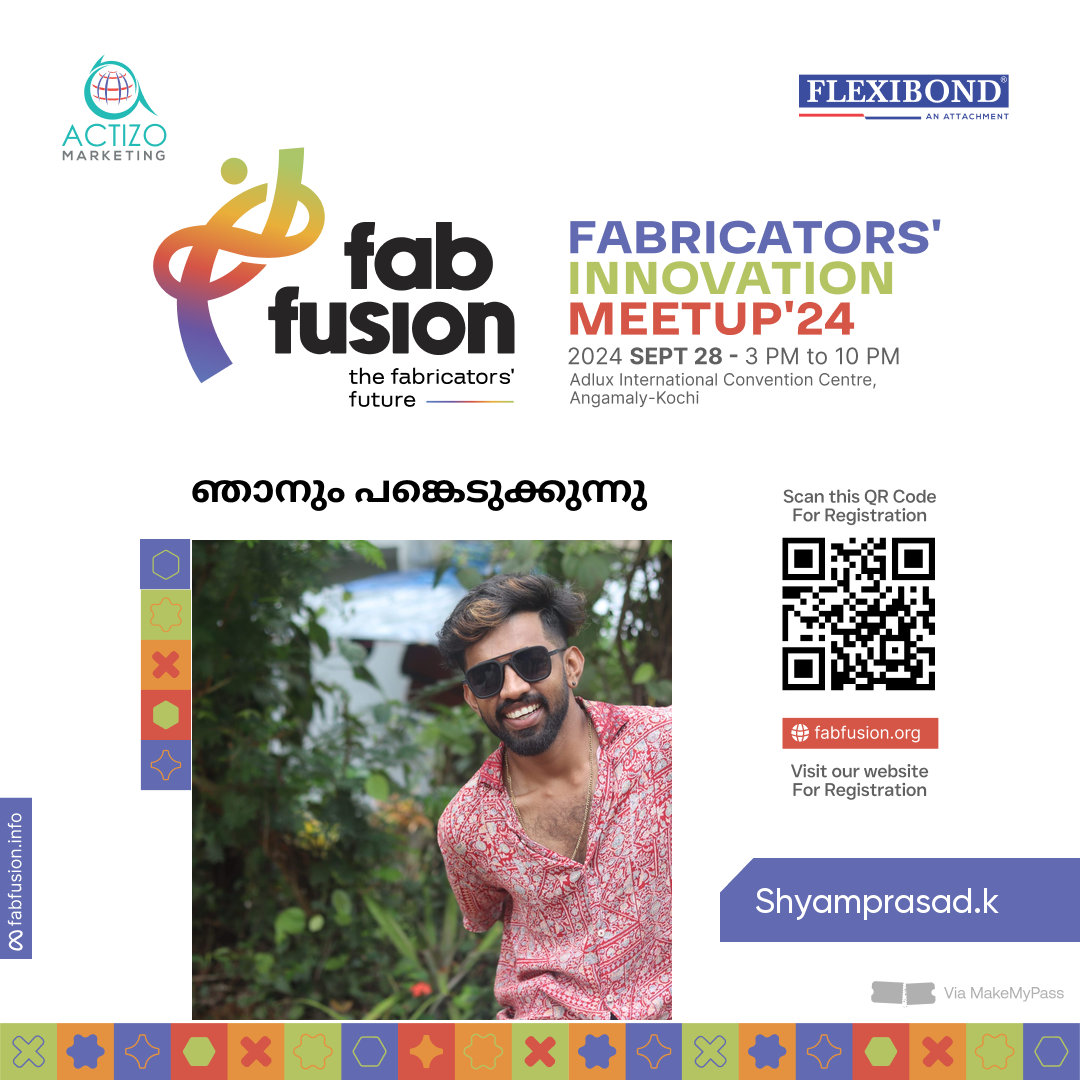 ACTIZO
MARKETING
FLEXIBOND®
AN ATTACHMENT
fab
fusion
the fabricators'
future
FABRICATORS'
INNOVATION
MEETUP'24
2024 SEPT 28 - 3 PM to 10 PM
Adlux International Convention Centre,
Angamaly-Kochi
ഞാനും പങ്കെടുക്കുന്നു
Scan this QR Code
For Registration
fabfusion.org
Visit our website
For Registration
fabfusion.info
Shyamprasad.k
Via MakeMyPass